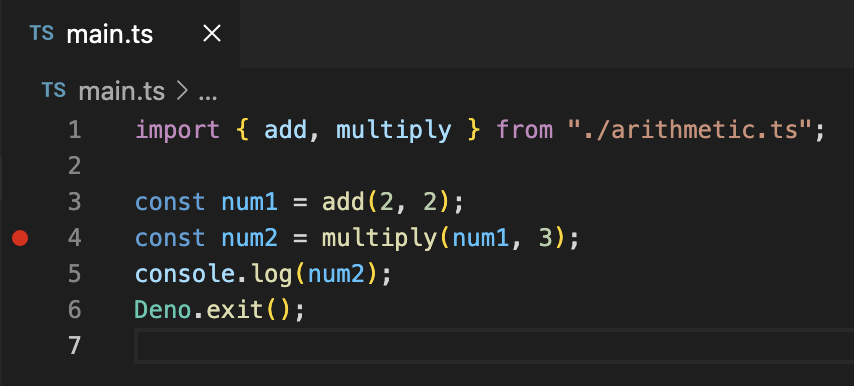 TS main.ts ×
TS main.ts > ...
1 import { add, multiply } from "./arithmetic.ts";
2
3 const num1 = add(2, 2);
4 const num2 = multiply(num1, 3);
5 console.log(num2);
6 Deno.exit();
7